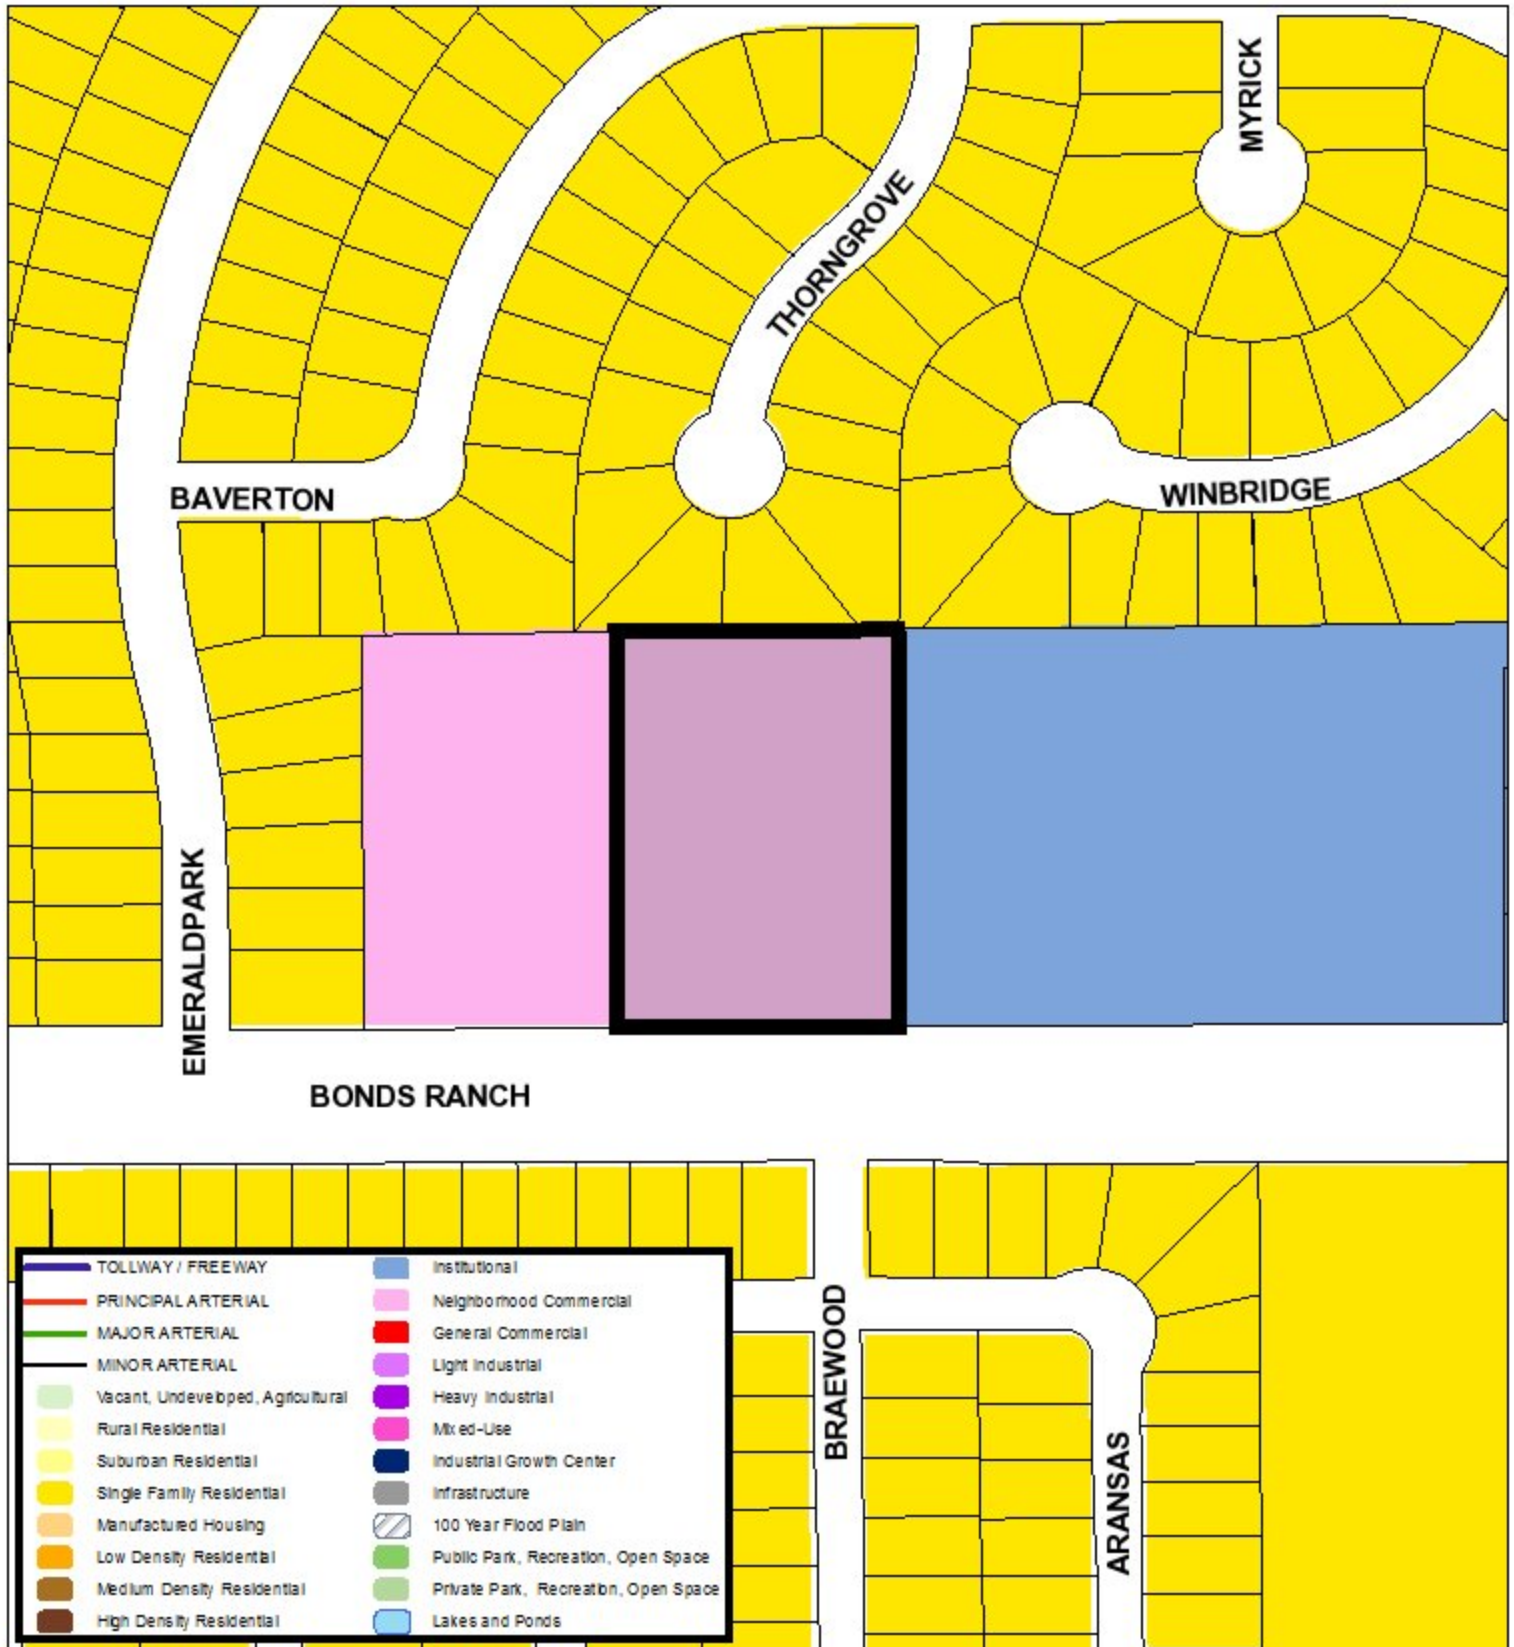 MYRICK
THORNGROVE
BAVERTON
WINBRIDGE
EMERALDPARK
BONDS RANCH
BRAEWOOD
ARANSAS
TOLLWAY / FREEWAY
PRINCIPAL ARTERIAL
MAJOR ARTERIAL
MINOR ARTERIAL
Vacant, Undeveloped, Agricultural
Rural Residential
Suburban Residential
Single Family Residential
Manufactured Housing
Low Density Residential
Medium Density Residential
High Density Residential
Institutional
Neighborhood Commercial
General Commercial
Light Industrial
Heavy Industrial
Mixed-Use
Industrial Growth Center
Infrastructure
100 Year Flood Plain
Public Park, Recreation, Open Space
Private Park, Recreation, Open Space
Lakes and Ponds